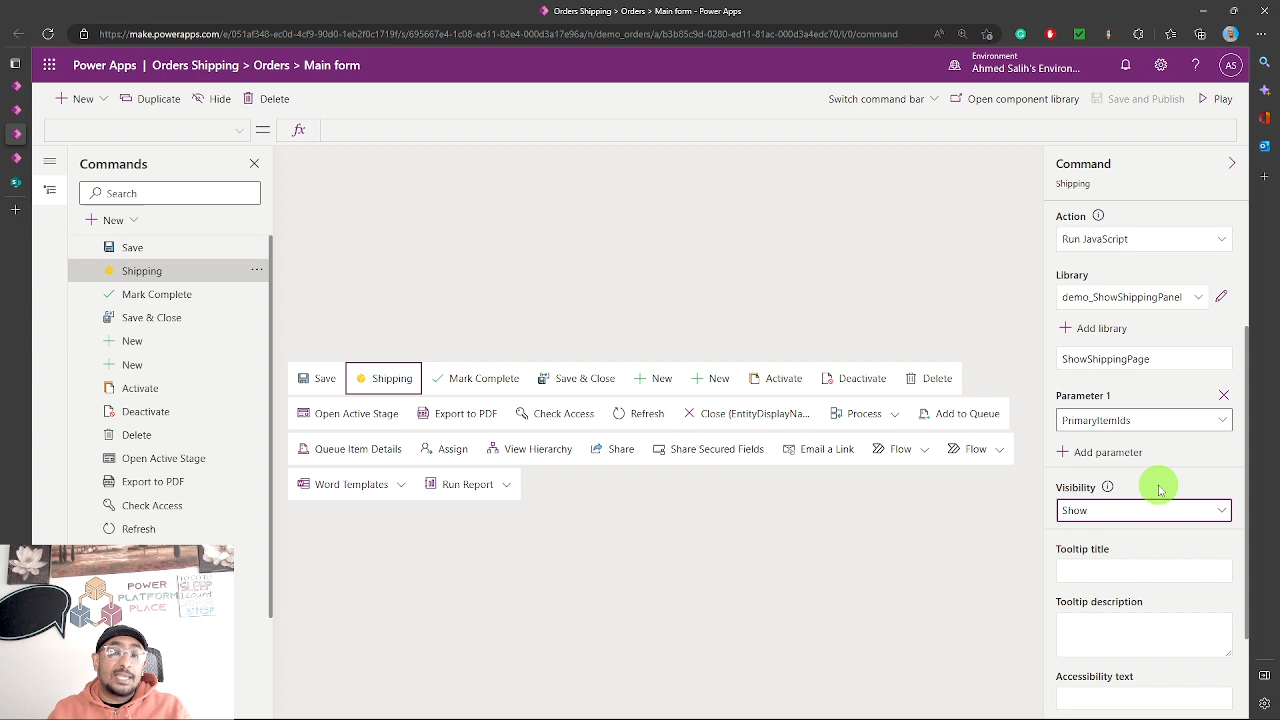 Orders Shipping > Orders > Main form - Power Apps
https://make.powerapps.com/e/051af348-ec0d-4df9-90d0-1eb2f0c1719f/s/695667e4-1c08-ed11-82e4-000d3a17e96a/n/demo_orders/a/b3b85c9d-0280-ed11-81ac-000d3a4edc70/l/0/command
Power Apps | Orders Shipping > Orders > Main form
Environment
Ahmed Salih's Environ...
AS
New
Duplicate
Hide
Delete
Switch command bar
Open component library
Save and Publish
Play
= fx
Commands
Search
New
Save
Shipping
Mark Complete
Save & Close
New
New
Activate
Deactivate
Delete
Open Active Stage
Export to PDF
Check Access
Refresh
Save Shipping Mark Complete Save & Close New New Activate Deactivate Delete
Open Active Stage Export to PDF Check Access Refresh Close (EntityDisplayNa... Process Add to Queue
Queue Item Details Assign View Hierarchy Share Share Secured Fields Email a Link Flow Flow
Word Templates Run Report
Command
Shipping
Action
Run JavaScript
Library
demo_ShowShippingPanel
Add library
ShowShippingPage
Parameter 1
PrimaryItemIds
Add parameter
Visibility
Show
Tooltip title
Tooltip description
Accessibility text
POWER
PLATFORM
PLACE